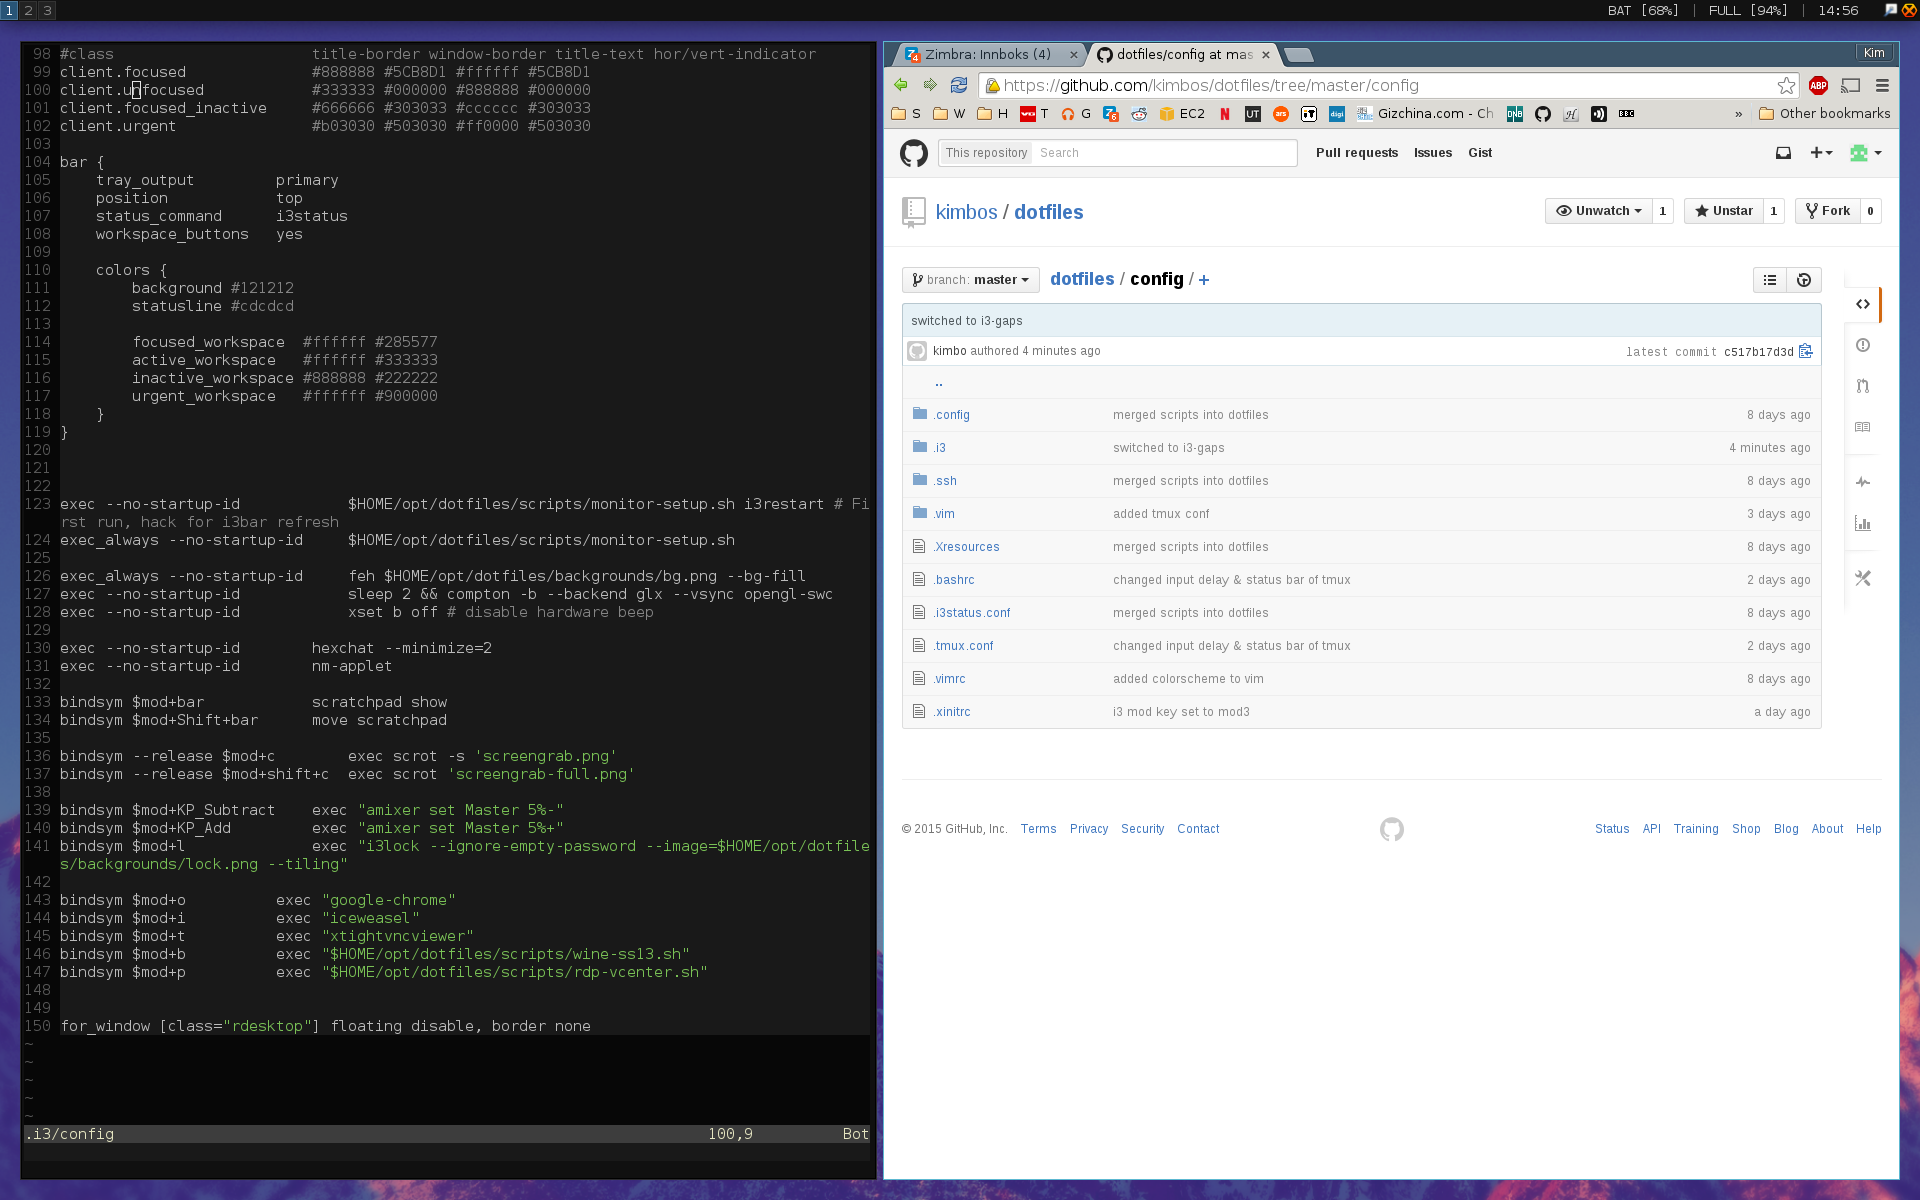 1 2 3
BAT [68%] | FULL [94%] | 14:56
98 #class title-border window-border title-text hor/vert-indicator
99 client.focused #888888 #5CB8D1 #ffffff #5CB8D1
100 client.unfocused #333333 #000000 #888888 #000000
101 client.focused_inactive #666666 #303033 #cccccc #303033
102 client.urgent #b03030 #503030 #ff0000 #503030
103
104 bar {
105 tray_output primary
106 position top
107 status_command i3status
108 workspace_buttons yes
109
110 colors {
111 background #121212
112 statusline #cdcdcd
113
114 focused_workspace #ffffff #285577
115 active_workspace #ffffff #333333
116 inactive_workspace #888888 #222222
117 urgent_workspace #ffffff #900000
118 }
119 }
120
121
122
123 exec --no-startup-id $HOME/opt/dotfiles/scripts/monitor-setup.sh i3restart # Fi
rst run, hack for i3bar refresh
124 exec_always --no-startup-id $HOME/opt/dotfiles/scripts/monitor-setup.sh
125
126 exec_always --no-startup-id feh $HOME/opt/dotfiles/backgrounds/bg.png --bg-fill
127 exec --no-startup-id sleep 2 && compton -b --backend glx --vsync opengl-swc
128 exec --no-startup-id xset b off # disable hardware beep
129
130 exec --no-startup-id hexchat --minimize=2
131 exec --no-startup-id nm-applet
132
133 bindsym $mod+bar scratchpad show
134 bindsym $mod+Shift+bar move scratchpad
135
136 bindsym --release $mod+c exec scrot -s 'screengrab.png'
137 bindsym --release $mod+shift+c exec scrot 'screengrab-full.png'
138
139 bindsym $mod+KP_Subtract exec "amixer set Master 5%-"
140 bindsym $mod+KP_Add exec "amixer set Master 5%+"
141 bindsym $mod+l exec "i3lock --ignore-empty-password --image=$HOME/opt/dotfile
s/backgrounds/lock.png --tiling"
142
143 bindsym $mod+o exec "google-chrome"
144 bindsym $mod+i exec "iceweasel"
145 bindsym $mod+t exec "xtightvncviewer"
146 bindsym $mod+b exec "$HOME/opt/dotfiles/scripts/wine-ss13.sh"
147 bindsym $mod+p exec "$HOME/opt/dotfiles/scripts/rdp-vcenter.sh"
148
149
150 for_window [class="rdesktop"] floating disable, border none
~
~
~
~
~
.i3/config 100,9 Bot
Zimbra: Innboks (4) × dotfiles/config at mas × Kim
https://github.com/kimbos/dotfiles/tree/master/config ABP
S W H T G EC2 N UT ars digi Gizchina.com - Ch DNB H BBC » Other bookmarks
This repository Search Pull requests Issues Gist
kimbos / dotfiles Unwatch 1 Unstar 1 Fork 0
branch: master dotfiles / config / +
switched to i3-gaps
kimbo authored 4 minutes ago latest commit c517b17d3d
..
.config merged scripts into dotfiles 8 days ago
.i3 switched to i3-gaps 4 minutes ago
.ssh merged scripts into dotfiles 8 days ago
.vim added tmux conf 3 days ago
.Xresources merged scripts into dotfiles 8 days ago
.bashrc changed input delay & status bar of tmux 2 days ago
.i3status.conf merged scripts into dotfiles 8 days ago
.tmux.conf changed input delay & status bar of tmux 2 days ago
.vimrc added colorscheme to vim 8 days ago
.xinitrc i3 mod key set to mod3 a day ago
© 2015 GitHub, Inc. Terms Privacy Security Contact Status API Training Shop Blog About Help